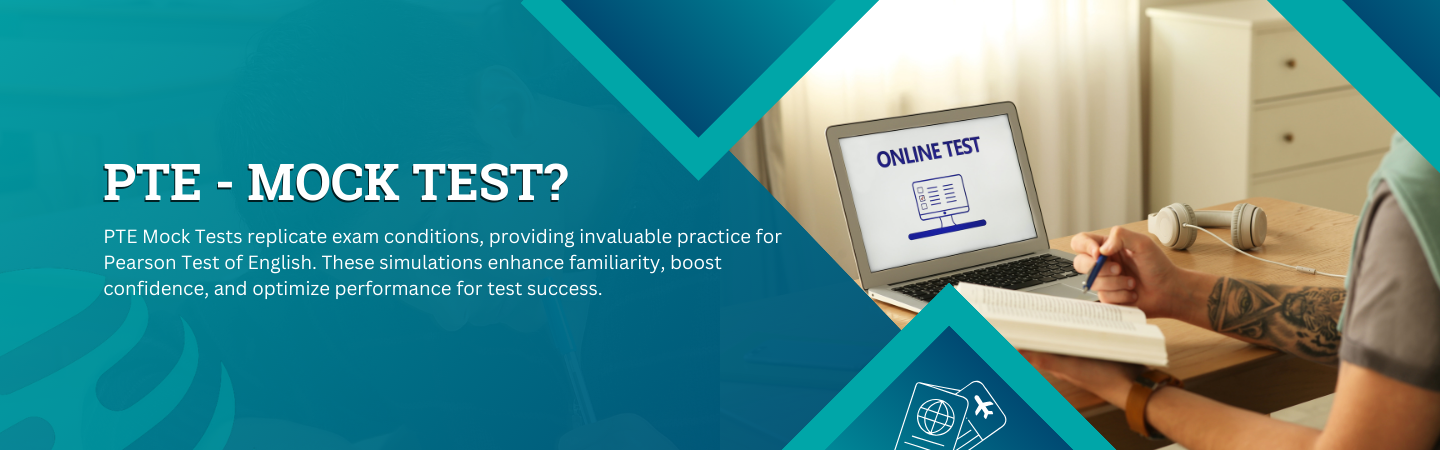 PTE - MOCK TEST?
PTE Mock Tests replicate exam conditions, providing invaluable practice for
Pearson Test of English. These simulations enhance familiarity, boost
confidence, and optimize performance for test success.
ONLINE TEST